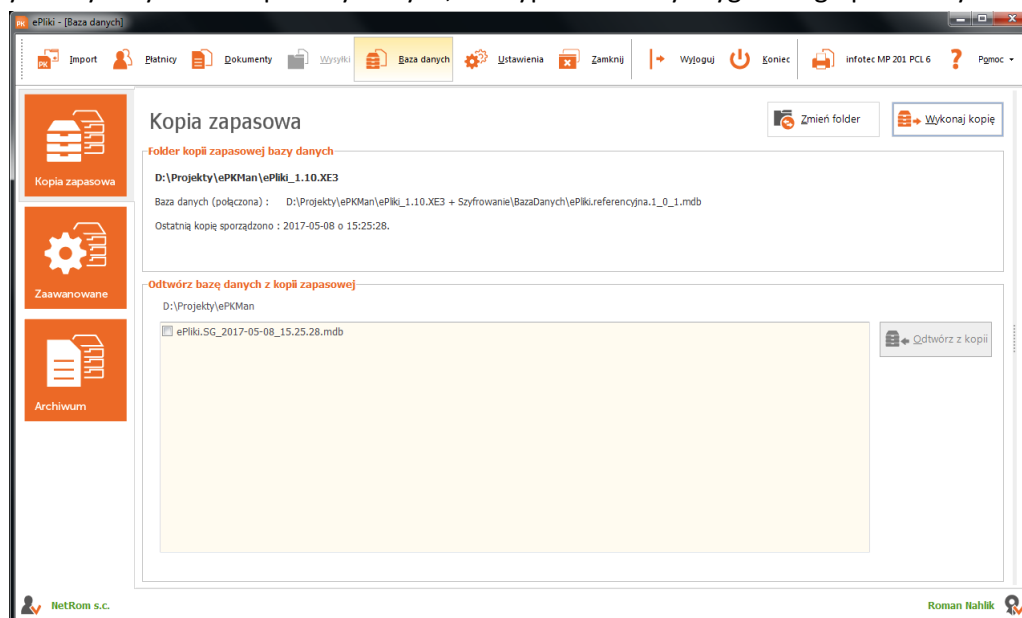 ePliki - [Baza danych]
Import Płatnicy Dokumenty Wysyłki Baza danych Ustawienia Zamknij Wyloguj Koniec infotec MP 201 PCL 6 Pomoc
Kopia zapasowa
Zmień folder
Wykonaj kopię
Kopia zapasowa
Folder kopii zapasowej bazy danych
D:\Projekty\ePKMan\ePliki_1.10.XE3
Baza danych (połączona) : D:\Projekty\ePKMan\ePliki_1.10.XE3 + Szyfrowanie\BazaDanych\ePliki.referencyjna.1_0_1.mdb
Ostatnią kopię sporządzono : 2017-05-08 o 15:25:28.
Zaawansowane
Odtwórz bazę danych z kopii zapasowej
D:\Projekty\ePKMan
ePliki.SG_2017-05-08_15.25.28.mdb
Odtwórz z kopii
Archiwum
NetRom s.c.
Roman Nahlik